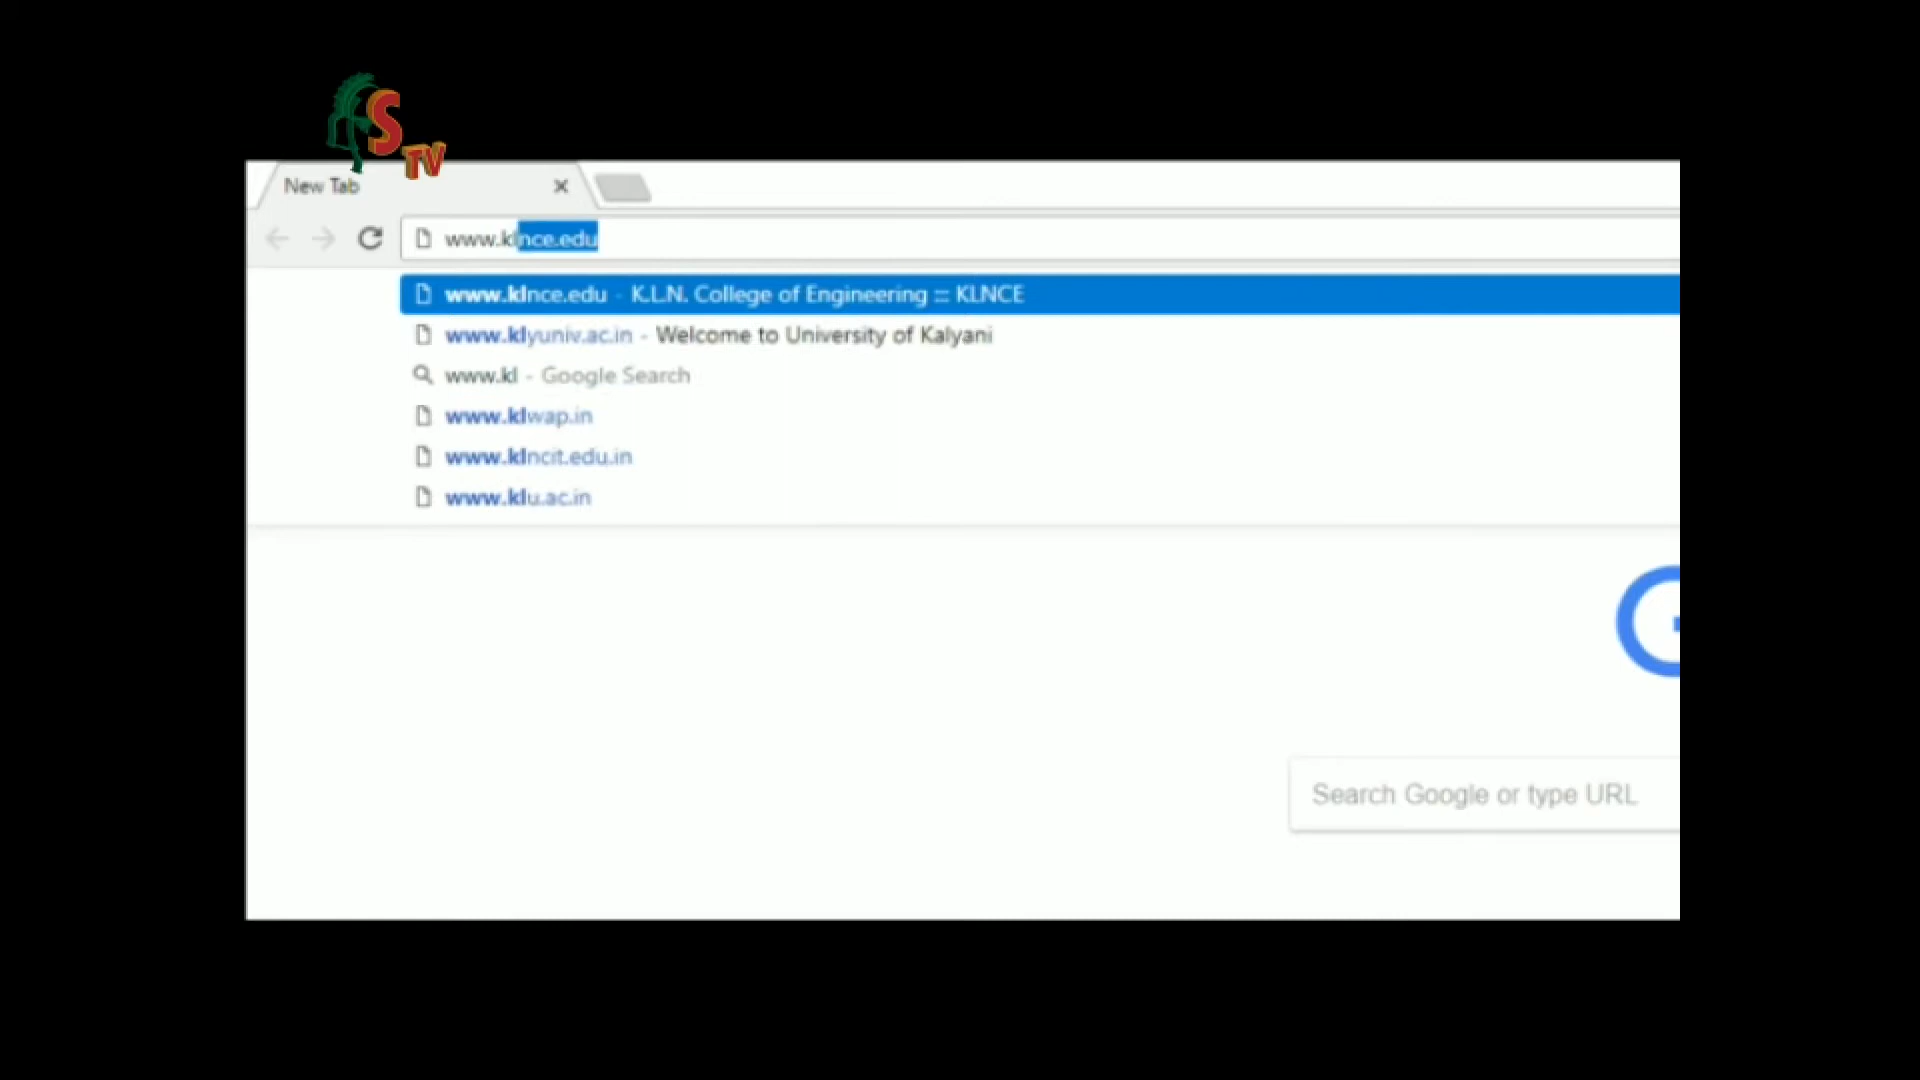 S
TV
New Tab
www.klnce.edu
www.klnce.edu - K.L.N. College of Engineering :: KLNCE
www.klyuniv.ac.in - Welcome to University of Kalyani
www.kl - Google Search
www.klwap.in
www.klncit.edu.in
www.klu.ac.in
Search Google or type URL